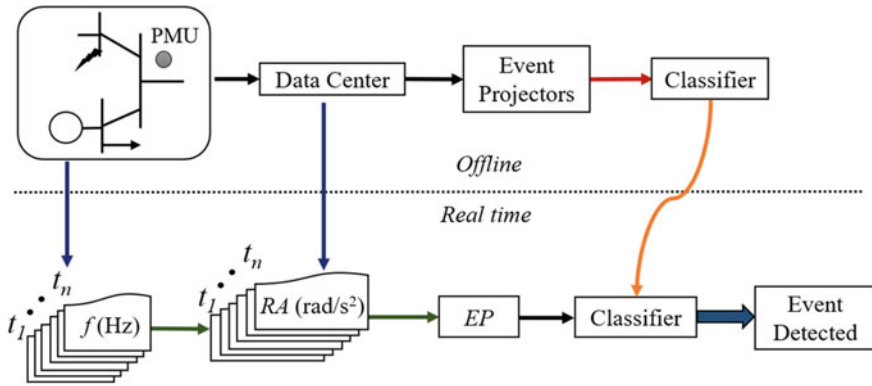 PMU
Data Center
Event
Projectors
Classifier
Offline
Real time
t1 • • tn
f (Hz)
t1 • • tn
RA (rad/s²)
EP
Classifier
Event
Detected